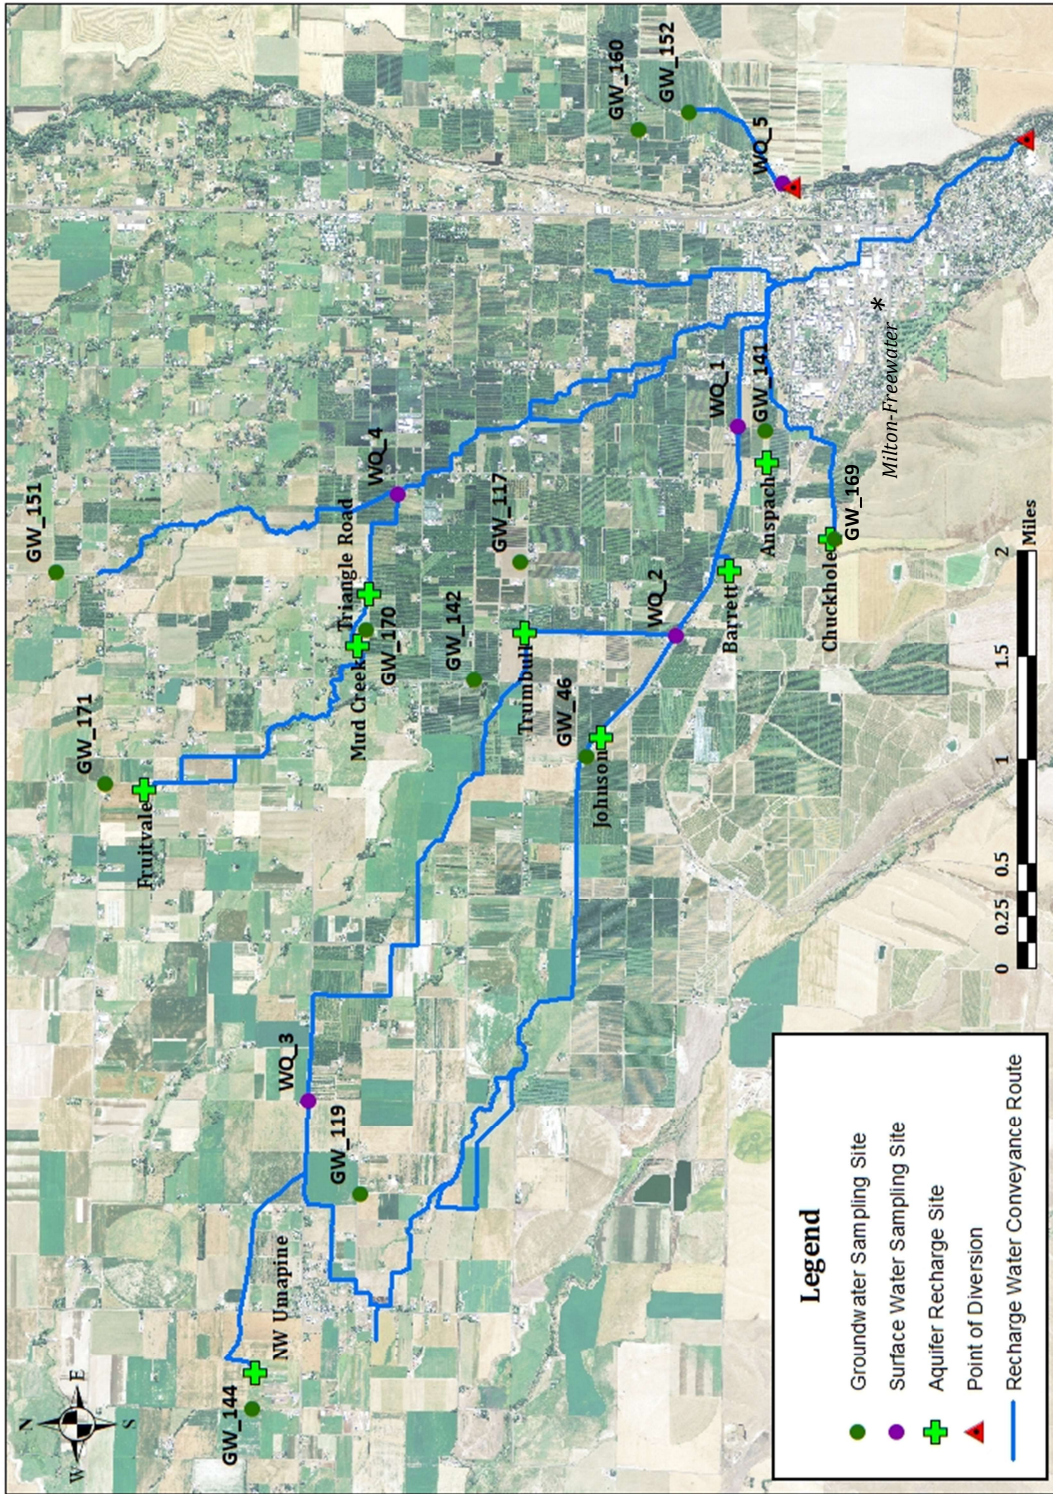 N
W E
S
GW_151
GW_171
Fruitvale
GW_144
NW Umapine
WQ_3
GW_119
Triangle Road
Mud Creek
WQ_4
GW_170
GW_142
GW_117
Trumbull
GW_46
Johnson
GW_160
WQ_2
GW_152
WQ_1
Barrett
GW_141
WQ_5
Anspach
Chuckhole
GW_169
Milton-Freewater *
0 0.25 0.5 1 1.5 2
Miles
Legend
Groundwater Sampling Site
Surface Water Sampling Site
Aquifer Recharge Site
Point of Diversion
Recharge Water Conveyance Route